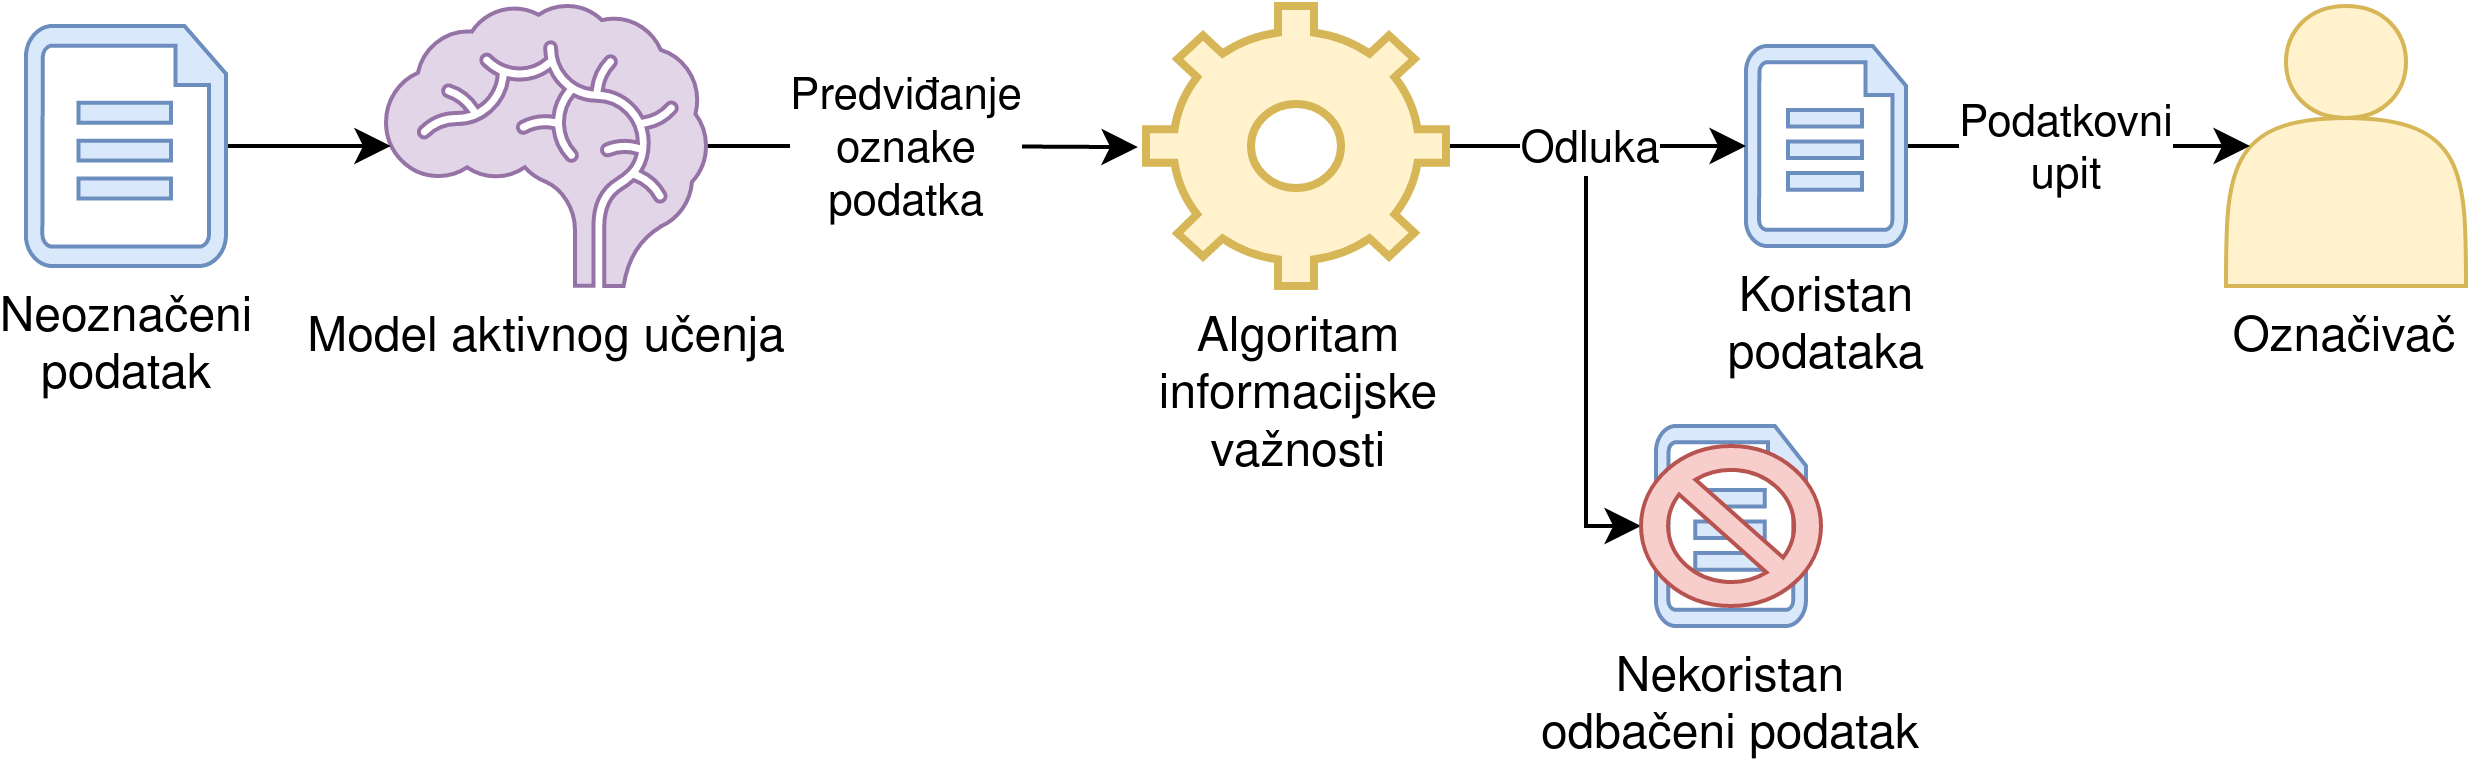 Neoznačeni
podatak
Model aktivnog učenja
Predviđanje
oznake
podatka
Algoritam
informacijske
važnosti
Odluka
Koristan
podataka
Podatkovni
upit
Označivač
Nekoristan
odbačeni podatak